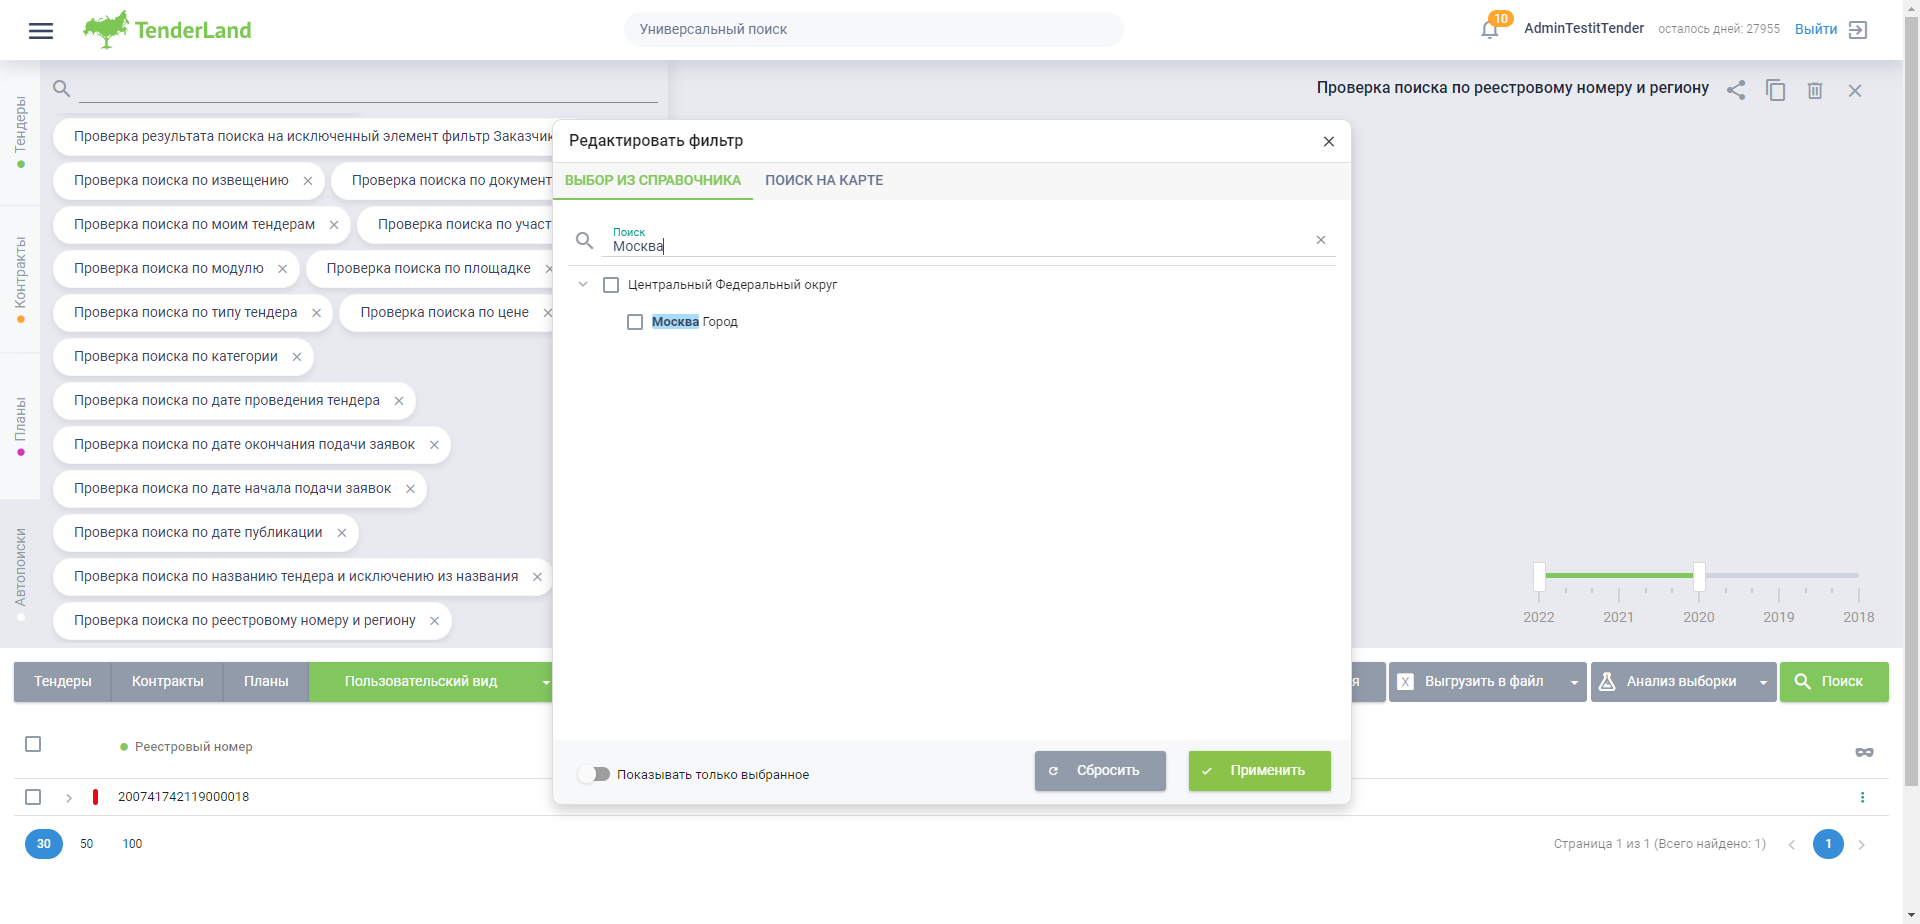 TenderLand
Универсальный поиск
10
AdminTestitTender
осталось дней: 27955
Выйти
Тендеры
Контракты
Планы
Автопоиски
Проверка поиска по реестровому номеру и региону
Проверка результата поиска на исключенный элемент фильтр Заказчик
Проверка поиска по извещению
Проверка поиска по документ
Проверка поиска по моим тендерам
Проверка поиска по участ
Проверка поиска по модулю
Проверка поиска по площадке
Проверка поиска по типу тендера
Проверка поиска по цене
Проверка поиска по категории
Проверка поиска по дате проведения тендера
Проверка поиска по дате окончания подачи заявок
Проверка поиска по дате начала подачи заявок
Проверка поиска по дате публикации
Проверка поиска по названию тендера и исключению из названия
Проверка поиска по реестровому номеру и региону
Редактировать фильтр
ВЫБОР ИЗ СПРАВОЧНИКА
ПОИСК НА КАРТЕ
Поиск
Москва
Центральный Федеральный округ
Москва Город
Показывать только выбранное
Сбросить
Применить
2022 2021 2020 2019 2018
Тендеры
Контракты
Планы
Пользовательский вид
я
X Выгрузить в файл
Анализ выборки
Поиск
Реестровый номер
200741742119000018
30 50 100
Страница 1 из 1 (Всего найдено: 1)
1